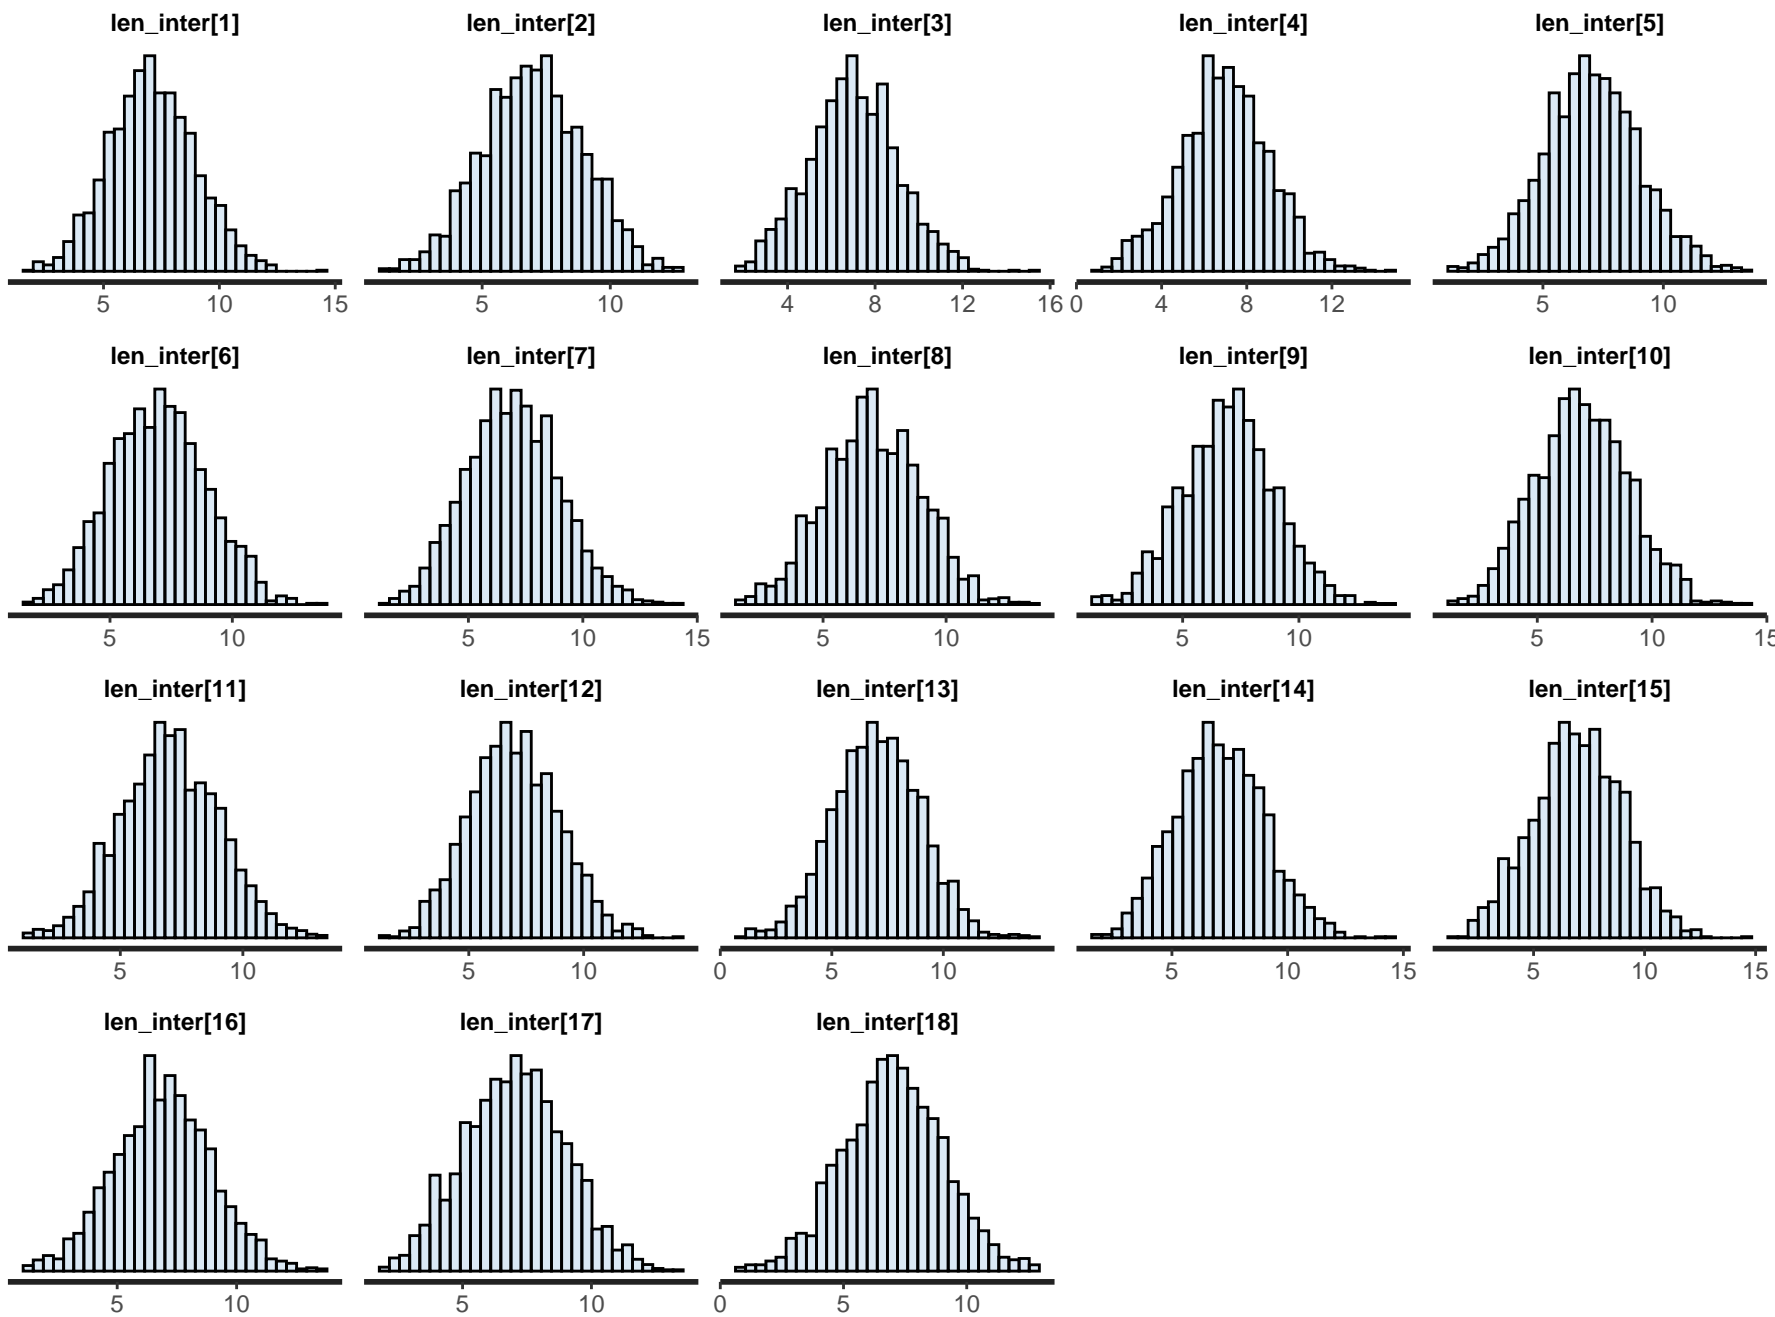 len_inter[1] len_inter[2] len_inter[3] len_inter[4] len_inter[5]
5 10 15 5 10 4 8 12 16 0 4 8 12 5 10
len_inter[6] len_inter[7] len_inter[8] len_inter[9] len_inter[10]
5 10 5 10 15 5 10 5 10 5 10 15
len_inter[11] len_inter[12] len_inter[13] len_inter[14] len_inter[15]
5 10 5 10 0 5 10 5 10 15 5 10 15
len_inter[16] len_inter[17] len_inter[18]
5 10 5 10 0 5 10